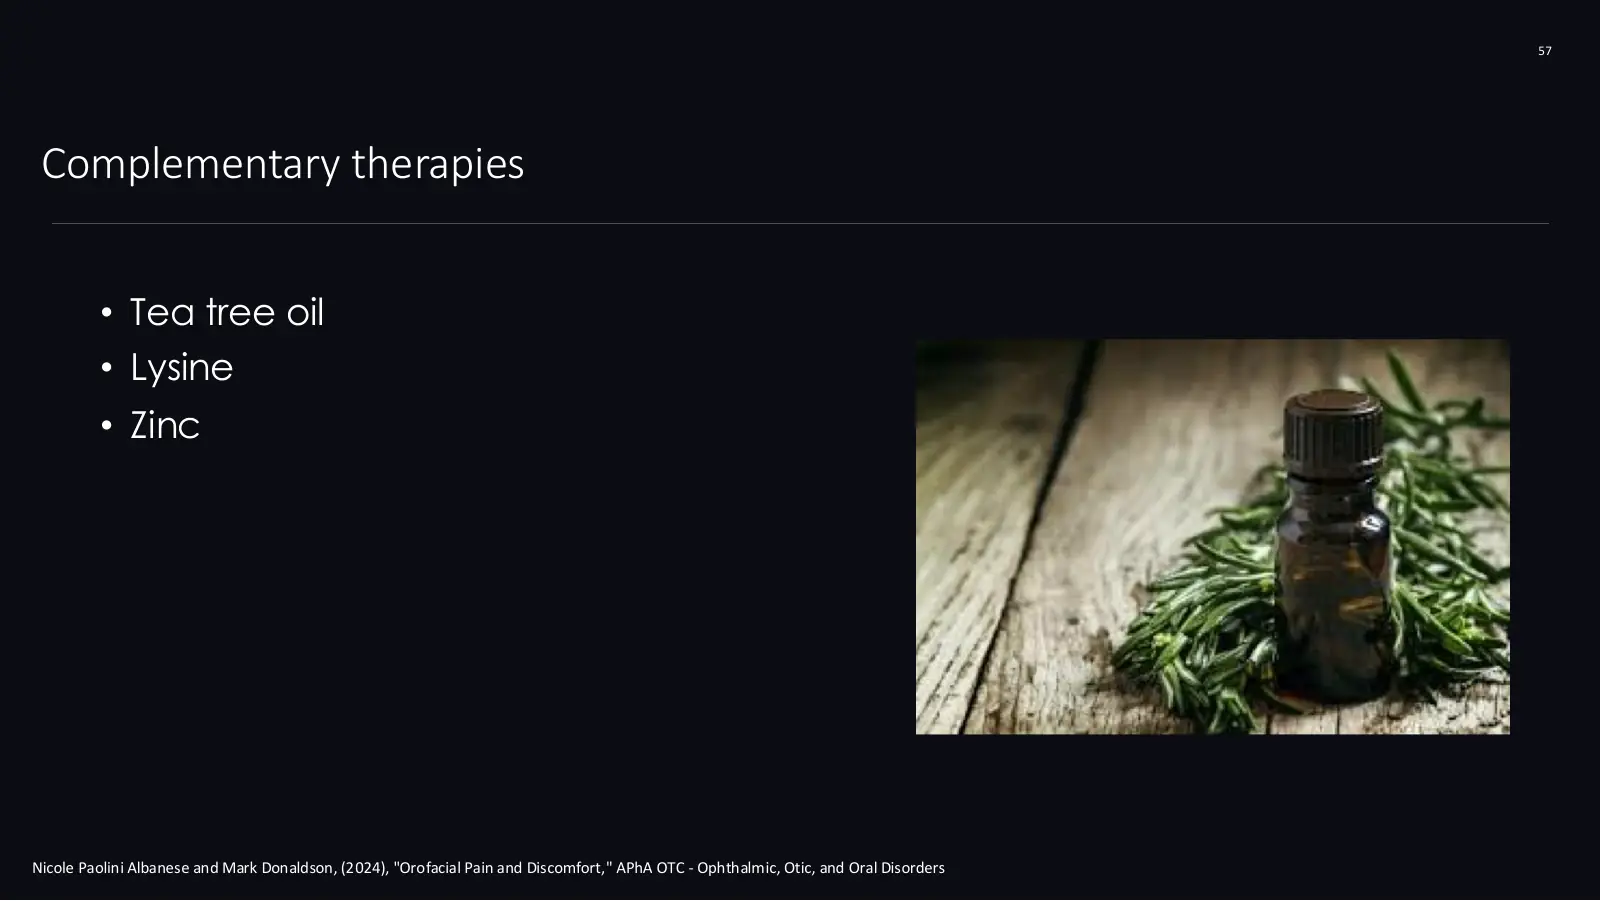 57
Complementary therapies
• Tea tree oil
• Lysine
• Zinc
Nicole Paolini Albanese and Mark Donaldson, (2024), "Orofacial Pain and Discomfort," APhA OTC - Ophthalmic, Otic, and Oral Disorders